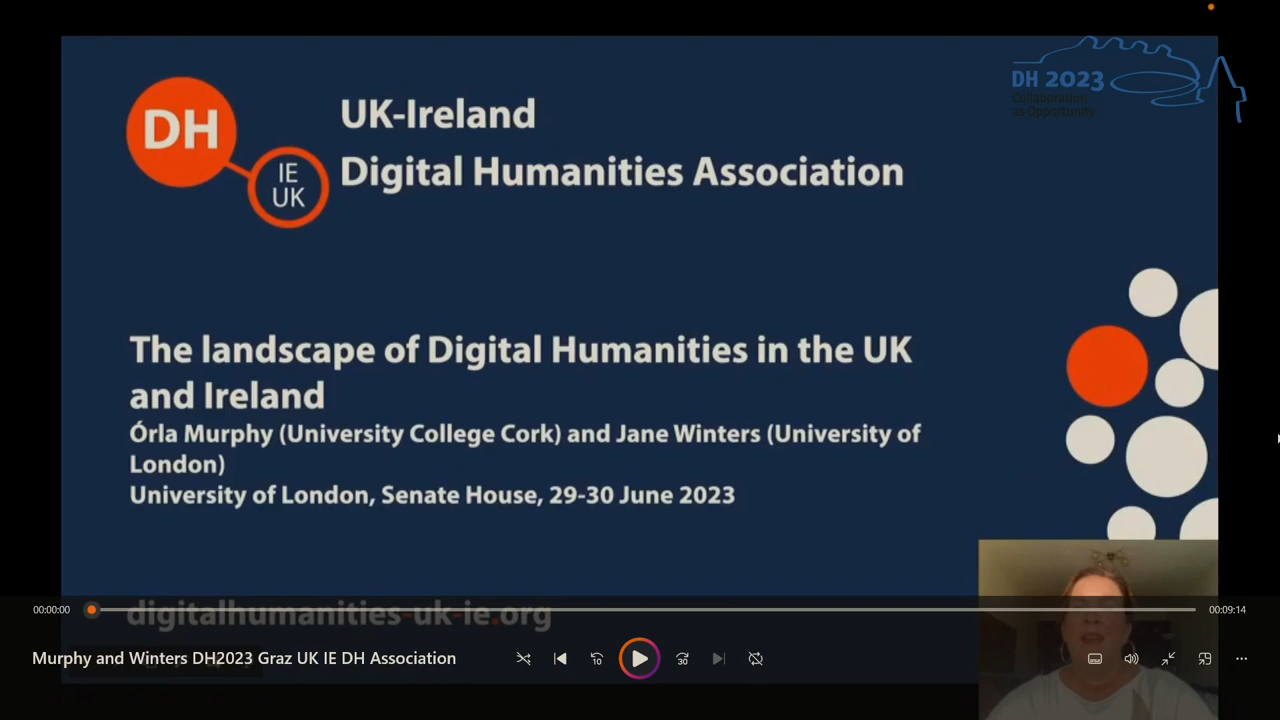 DH 2023
Collaboration
as Opportunity
DH
IE
UK
UK-Ireland
Digital Humanities Association
The landscape of Digital Humanities in the UK
and Ireland
Órla Murphy (University College Cork) and Jane Winters (University of
London)
University of London, Senate House, 29-30 June 2023
digitalhumanities-uk-ie.org
00:00:00
00:09:14
Murphy and Winters DH2023 Graz UK IE DH Association
10
30